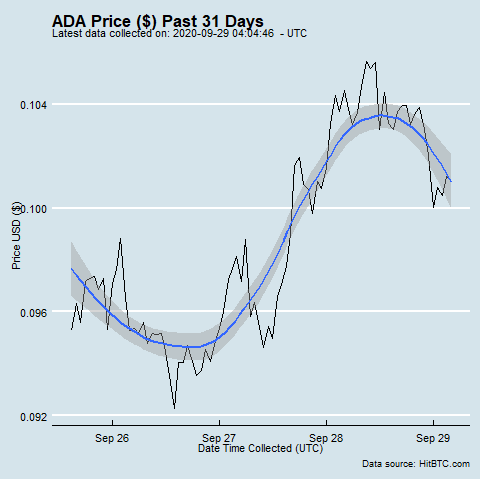 ADA Price ($) Past 31 Days
Latest data collected on: 2020-09-29 04:04:46 - UTC
Price USD ($)
0.104
0.100
0.096
0.092
Sep 26 Sep 27 Sep 28 Sep 29
Date Time Collected (UTC)
Data source: HitBTC.com